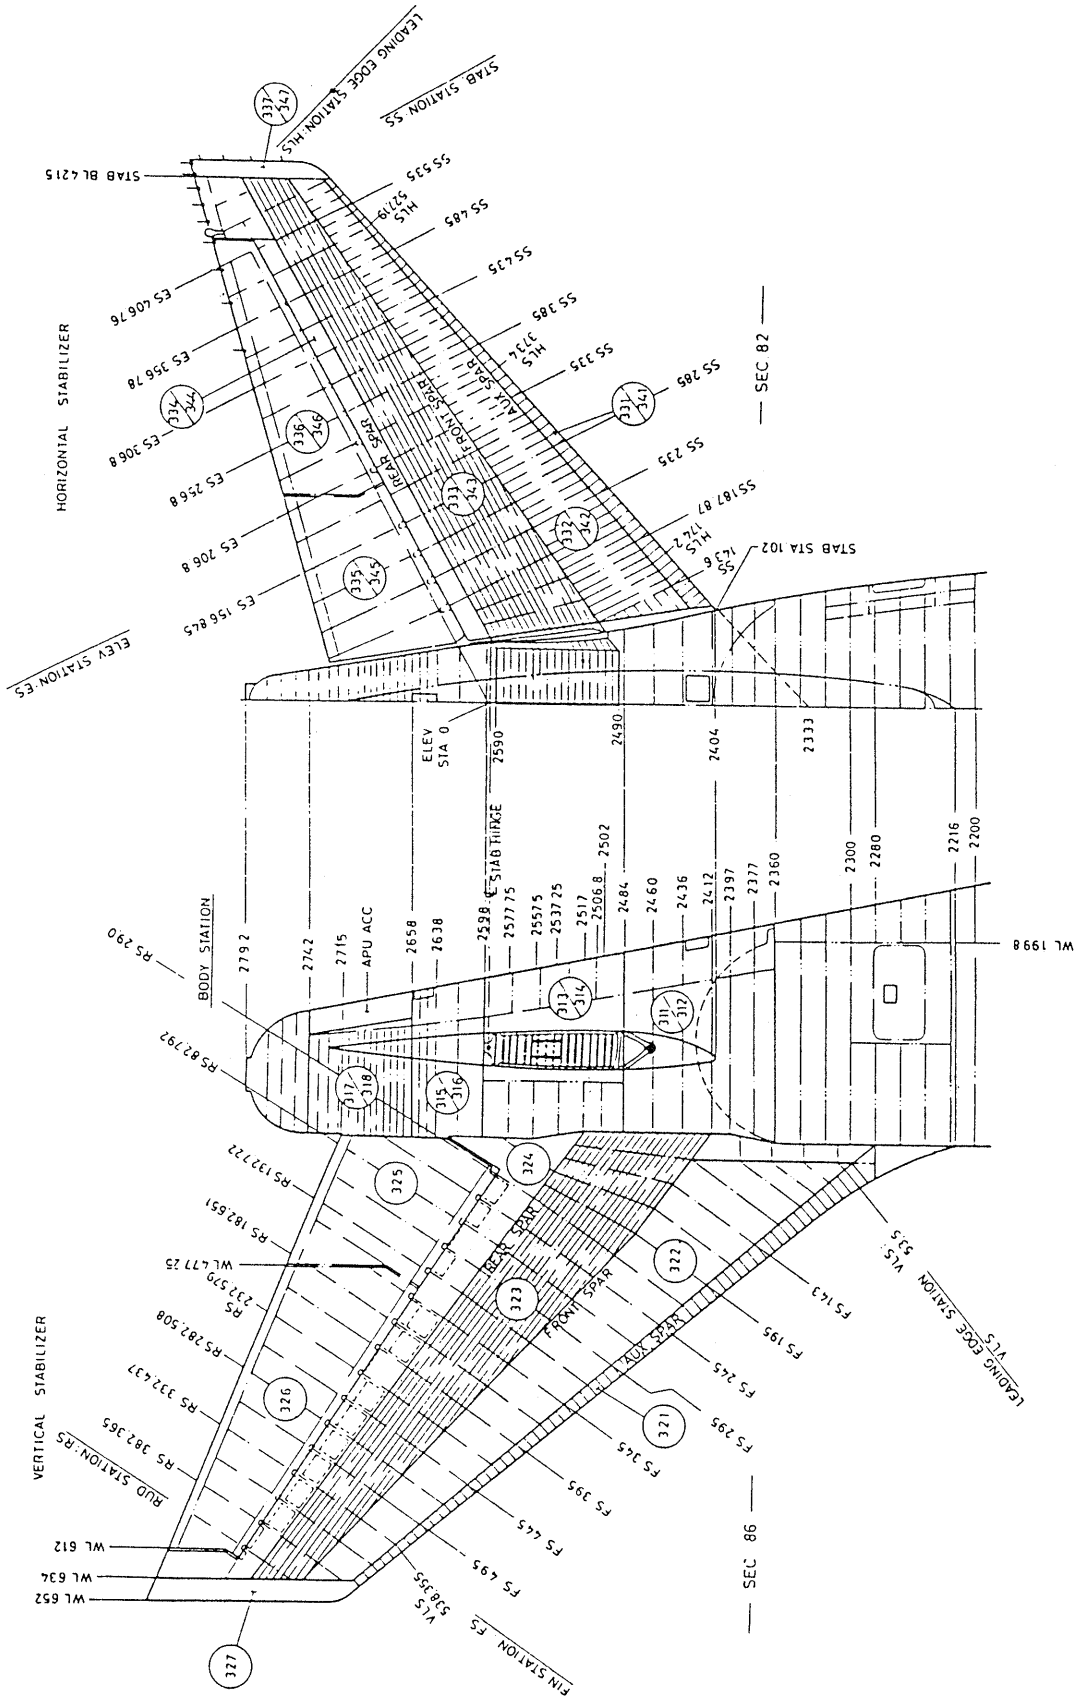 VERTICAL STABILIZER
HORIZONTAL STABILIZER
RUD STATION:RS
RS 382.365
RS 332.437
RS 282.508
RS
232.579
WL 477.25
RS 182.651
RS 132.722
RS 82.792
RS 29.0
WL 652
WL 634
WL 612
327
326
325
324
323
322
321
REAR SPAR
FRONT SPAR
AUX SPAR
FIN STATION : FS
VLS
538.355
FS 495
FS 445
FS 395
FS 345
FS 295
FS 245
FS 195
FS 143
VLS:
53.5
LEADING EDGE STATION
VLS
SEC 86
BODY STATION
2792
2742
2715
APU ACC
2658
2638
2598
STAB HINGE
2577.75
2557.5
2537.25
2517
2506.8
2502
2484
2460
2436
2412
2397
2377
2360
2300
2280
2216
2200
WL 199.8
317
318
315
316
313
314
311
312
ELEV
STA 0
2590
2490
2404
2333
ELEV STATION:ES
ES 156.845
ES 206.8
ES 256.8
ES 306.8
ES 356.78
ES 406.76
STAB BL 421.5
337
347
334
344
336
346
335
345
333
343
332
342
331
341
REAR SPAR
FRONT SPAR
AUX SPAR
LEADING EDGE STATION:HLS
STAB STATION:SS
SS 535
HLS
527.19
SS 485
SS 435
SS 385
HLS
373.4
SS 335
SS 285
SS 235
SS 187.87
HLS
174.2
SS
143.6
STAB STA 102
SEC 82